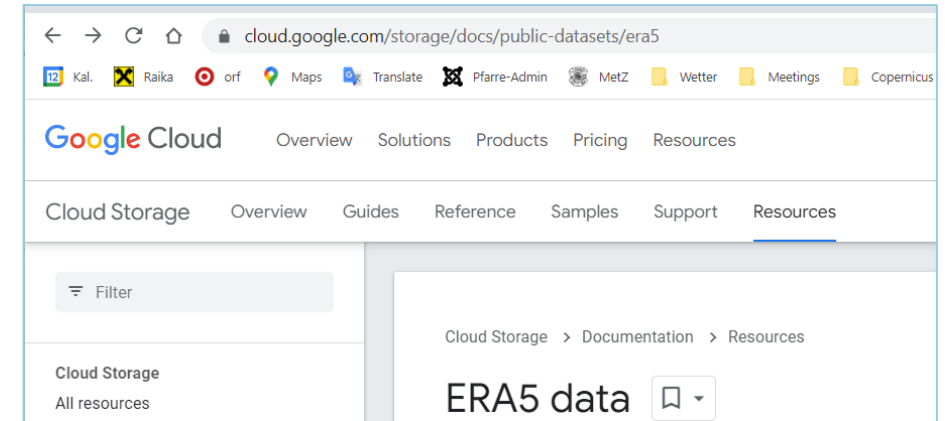 cloud.google.com/storage/docs/public-datasets/era5
12 Kal. Raika orf Maps Translate Pfarre-Admin MetZ Wetter Meetings Copernicus
Google Cloud Overview Solutions Products Pricing Resources
Cloud Storage Overview Guides Reference Samples Support Resources
Filter
Cloud Storage > Documentation > Resources
Cloud Storage
All resources
ERA5 data